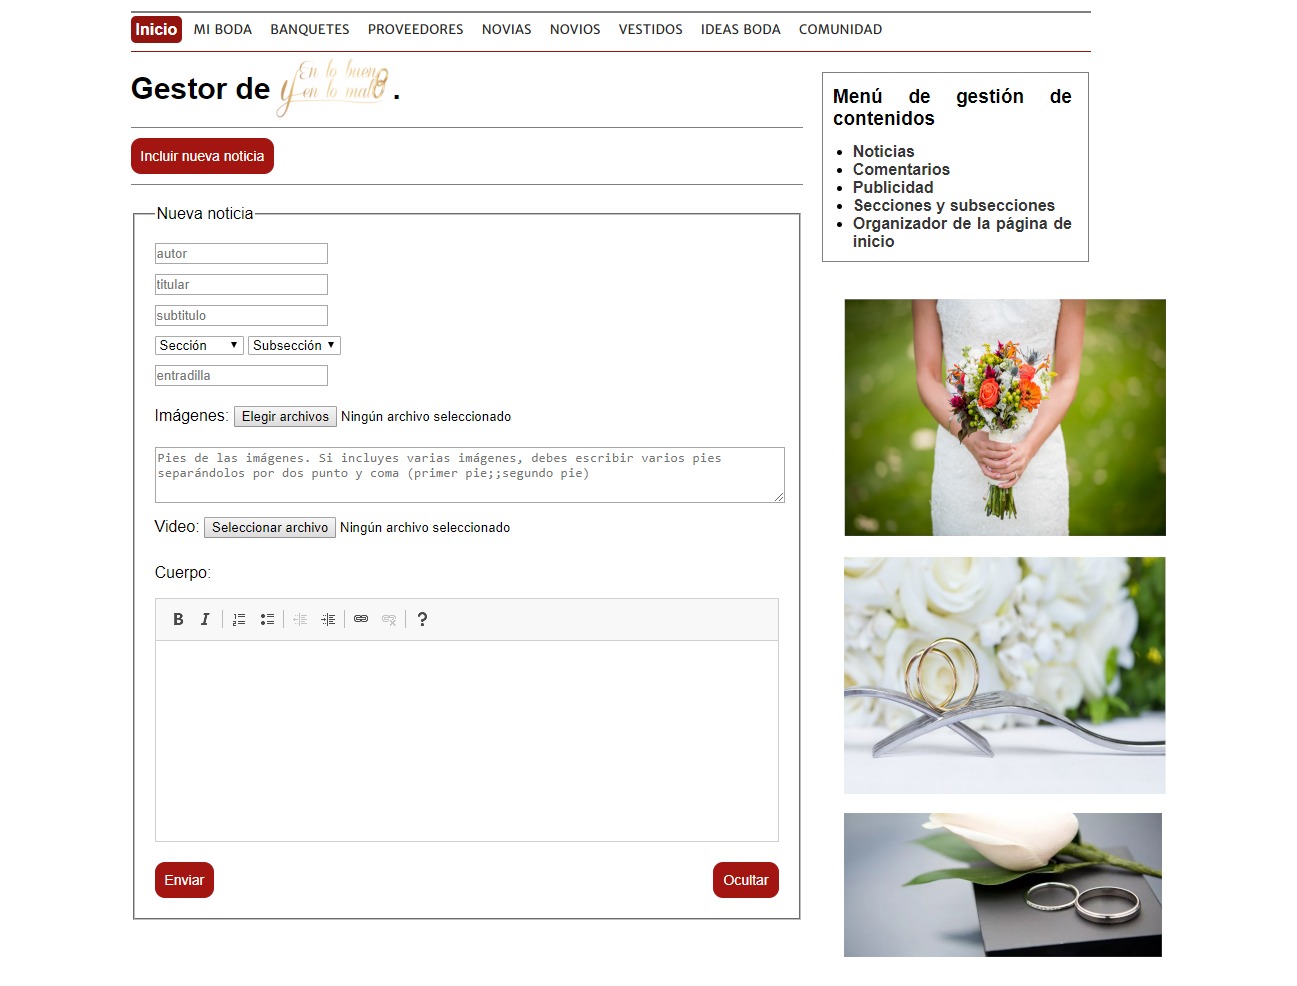 Inicio MI BODA BANQUETES PROVEEDORES NOVIAS NOVIOS VESTIDOS IDEAS BODA COMUNIDAD
Gestor de En lo bueno y en lo malo .
Incluir nueva noticia
Nueva noticia
autor
titular
subtitulo
Sección Subsección
entradilla
Imágenes: Elegir archivos Ningún archivo seleccionado
Pies de las imágenes. Si incluyes varias imágenes, debes escribir varios pies
separándolos por dos punto y coma (primer pie;;segundo pie)
Video: Seleccionar archivo Ningún archivo seleccionado
Cuerpo:
B I ?
Enviar Ocultar
Menú de gestión de
contenidos
Noticias
Comentarios
Publicidad
Secciones y subsecciones
Organizador de la página de
inicio